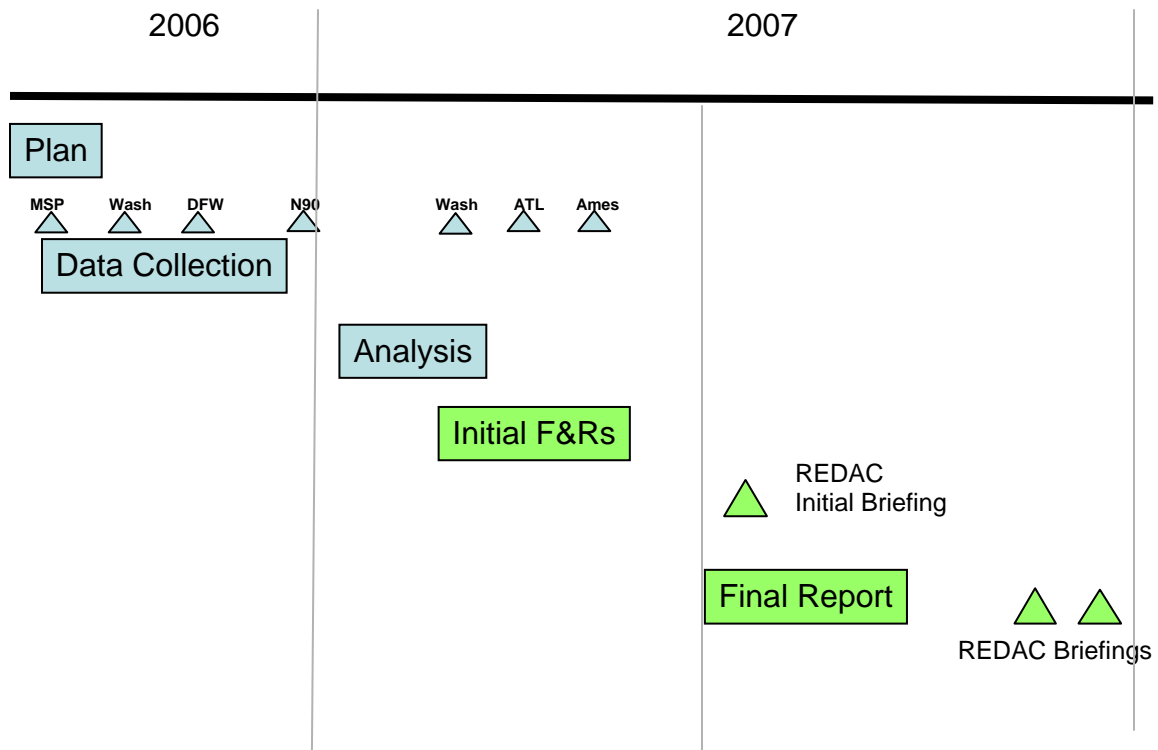 2006 2007
Plan
MSP Wash DFW N90 Wash ATL Ames
Data Collection
Analysis
Initial F&Rs
REDAC
Initial Briefing
Final Report
REDAC Briefings